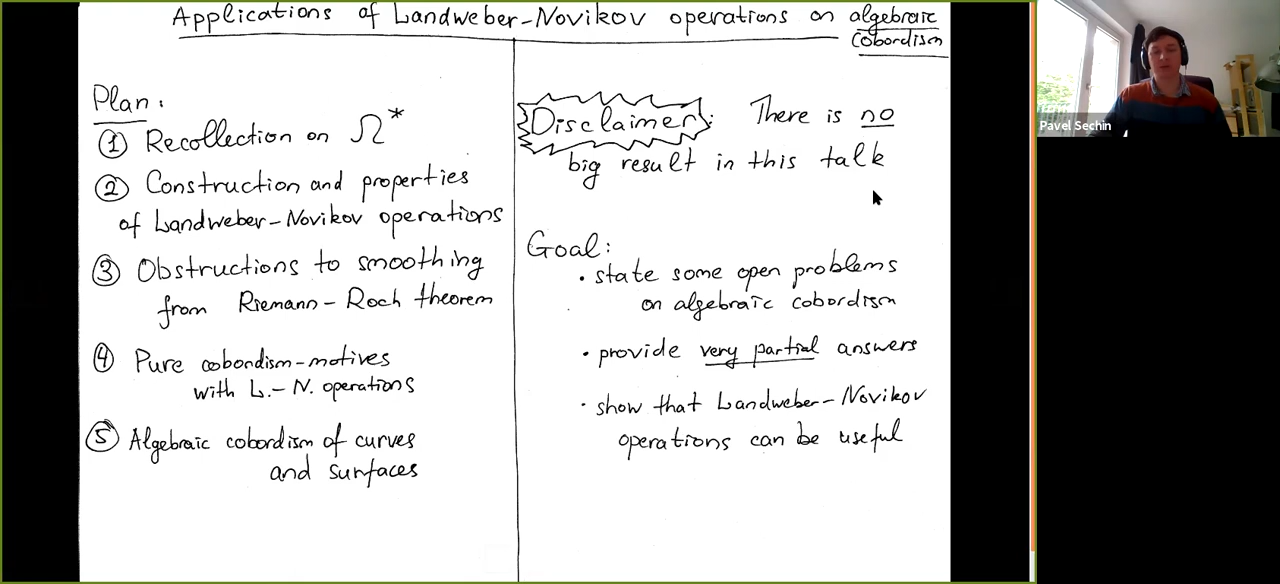 Applications of Landweber-Novikov operations on algebraic
cobordism
Plan:
① Recollection on Ω*
② Construction and properties
of Landweber-Novikov operations
③ Obstructions to smoothing
from Riemann-Roch theorem
④ Pure cobordism-motives
with L.-N. operations
⑤ Algebraic cobordism of curves
and surfaces
Disclaimer: There is no
big result in this talk
Goal:
· state some open problems
on algebraic cobordism
· provide very partial answers
· show that Landweber-Novikov
operations can be useful
Pavel Sechin